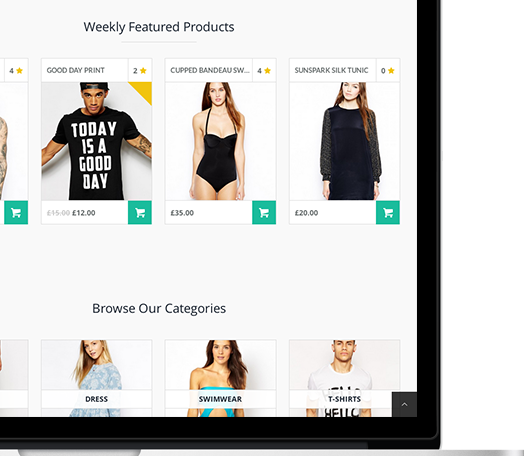 Weekly Featured Products
4
GOOD DAY PRINT 2
CUPPED BANDEAU SW... 4
SUNSPARK SILK TUNIC 0
TODAY
IS A
GOOD
DAY
£15.00 £12.00
£35.00
£20.00
Browse Our Categories
DRESS
SWIMWEAR
T-SHIRTS
HELLO